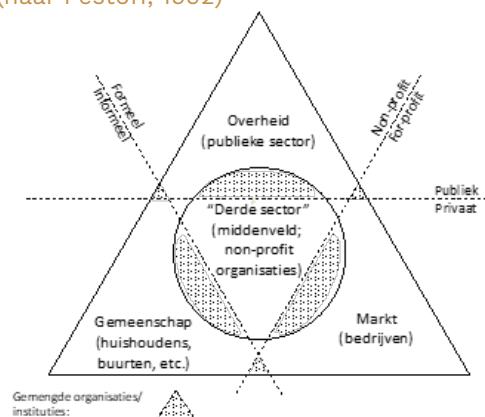 (naar Pestoff, 1992)
Formeel
Informeel
Non-profit
For-profit
Overheid
(publieke sector)
Publiek
Privaat
"Derde sector"
(middenveld;
non-profit
organisaties)
Gemeenschap
(huishoudens,
buurten, etc.)
Markt
(bedrijven)
Gemengde organisaties/
instituties: